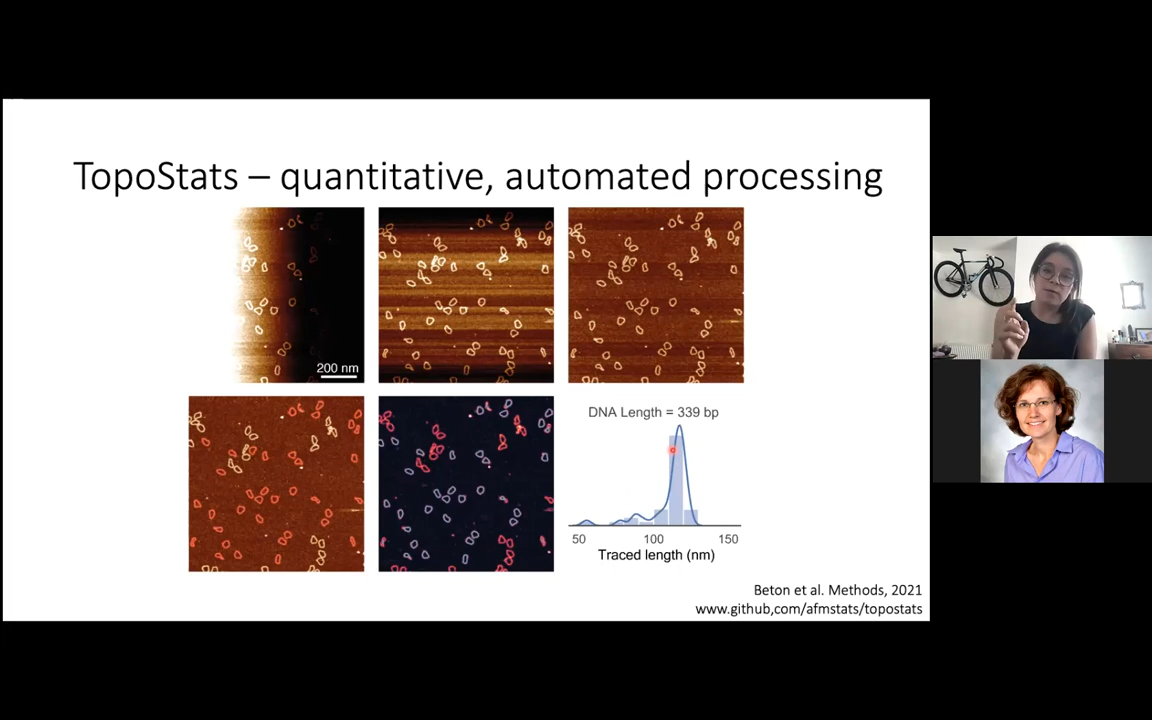 TopoStats – quantitative, automated processing
200 nm
DNA Length = 339 bp
50 100 150
Traced length (nm)
Beton et al. Methods, 2021
www.github,com/afmstats/topostats